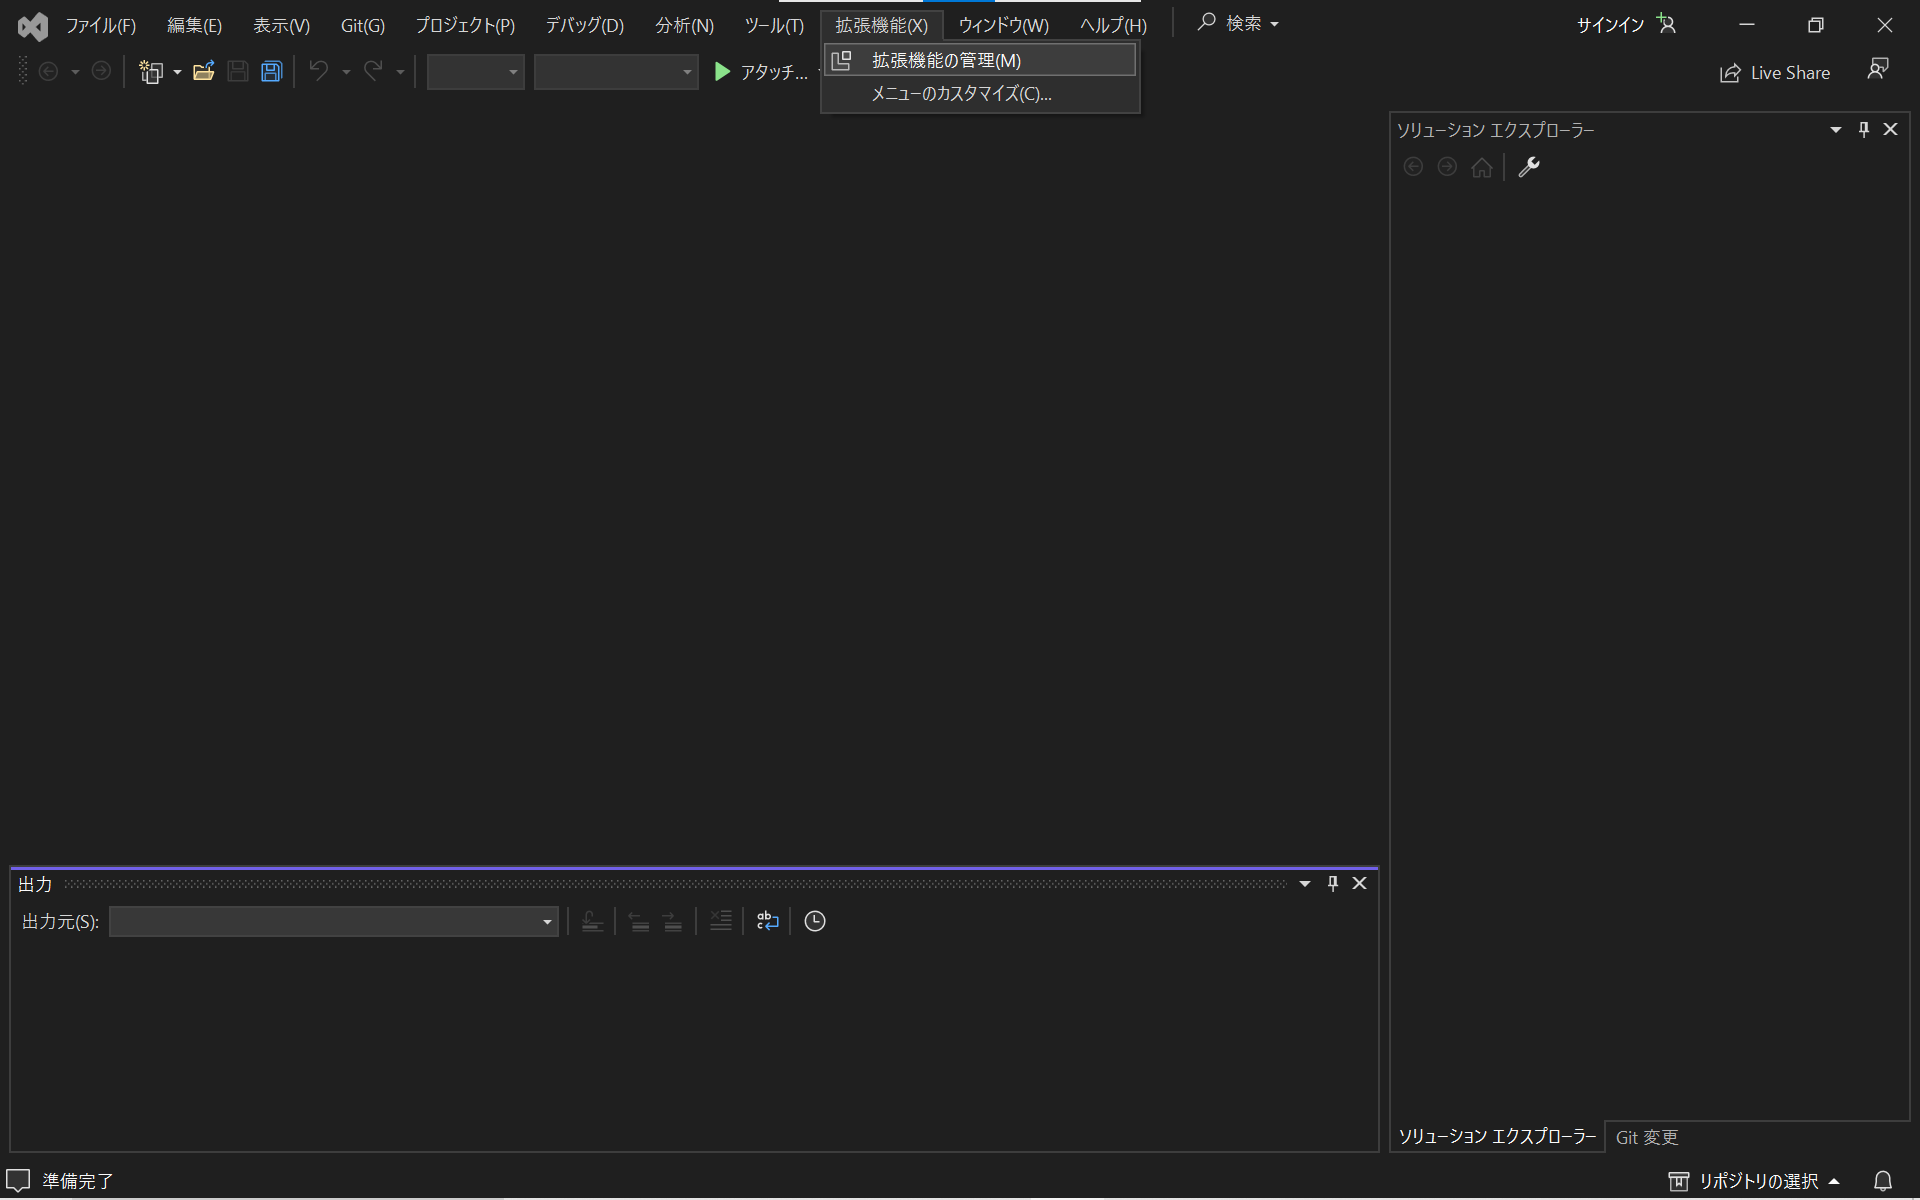 ファイル(F) 編集(E) 表示(V) Git(G) プロジェクト(P) デバッグ(D) 分析(N) ツール(T) 拡張機能(X) ウィンドウ(W) ヘルプ(H) 検索 サインイン
拡張機能の管理(M)
メニューのカスタマイズ(C)...
アタッチ...
Live Share
ソリューション エクスプローラー
出力
出力元(S):
ソリューション エクスプローラー Git 変更
準備完了
リポジトリの選択